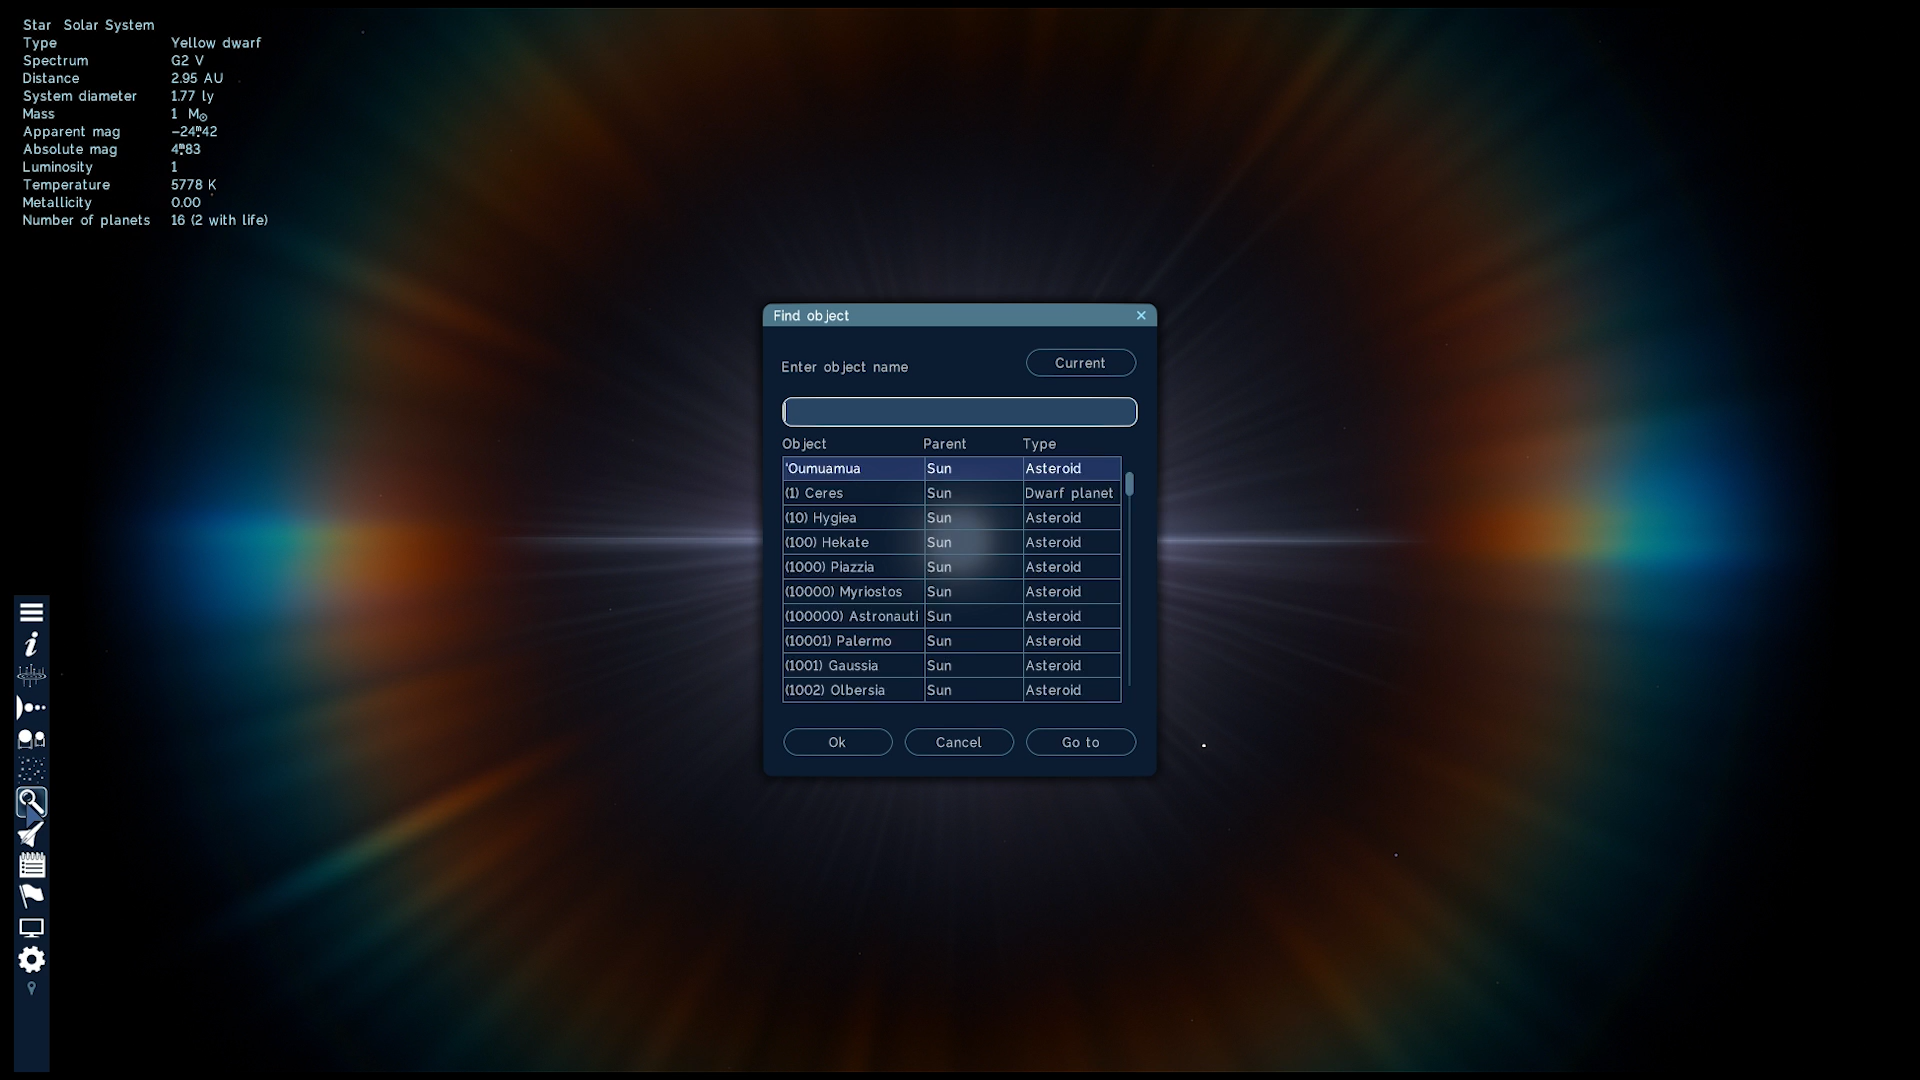 Star Solar System
Type Yellow dwarf
Spectrum G2 V
Distance 2.95 AU
System diameter 1.77 ly
Mass 1 M☉
Apparent mag −24ᵐ.42
Absolute mag 4ᵐ.83
Luminosity 1
Temperature 5778 K
Metallicity 0.00
Number of planets 16 (2 with life)
Find object
Enter object name Current
Object Parent Type
'Oumuamua Sun Asteroid
(1) Ceres Sun Dwarf planet
(10) Hygiea Sun Asteroid
(100) Hekate Sun Asteroid
(1000) Piazzia Sun Asteroid
(10000) Myriostos Sun Asteroid
(100000) Astronauti Sun Asteroid
(10001) Palermo Sun Asteroid
(1001) Gaussia Sun Asteroid
(1002) Olbersia Sun Asteroid
Ok Cancel Go to